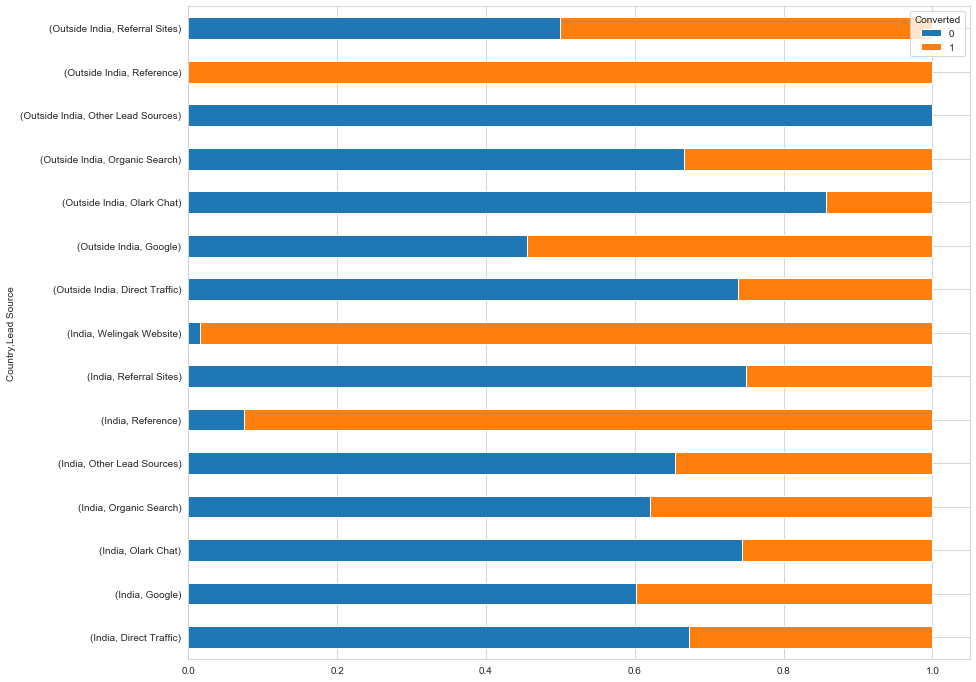 Converted
0
1
(Outside India, Referral Sites)
(Outside India, Reference)
(Outside India, Other Lead Sources)
(Outside India, Organic Search)
(Outside India, Olark Chat)
(Outside India, Google)
(Outside India, Direct Traffic)
(India, Welingak Website)
(India, Referral Sites)
(India, Reference)
(India, Other Lead Sources)
(India, Organic Search)
(India, Olark Chat)
(India, Google)
(India, Direct Traffic)
Country,Lead Source
0.0 0.2 0.4 0.6 0.8 1.0